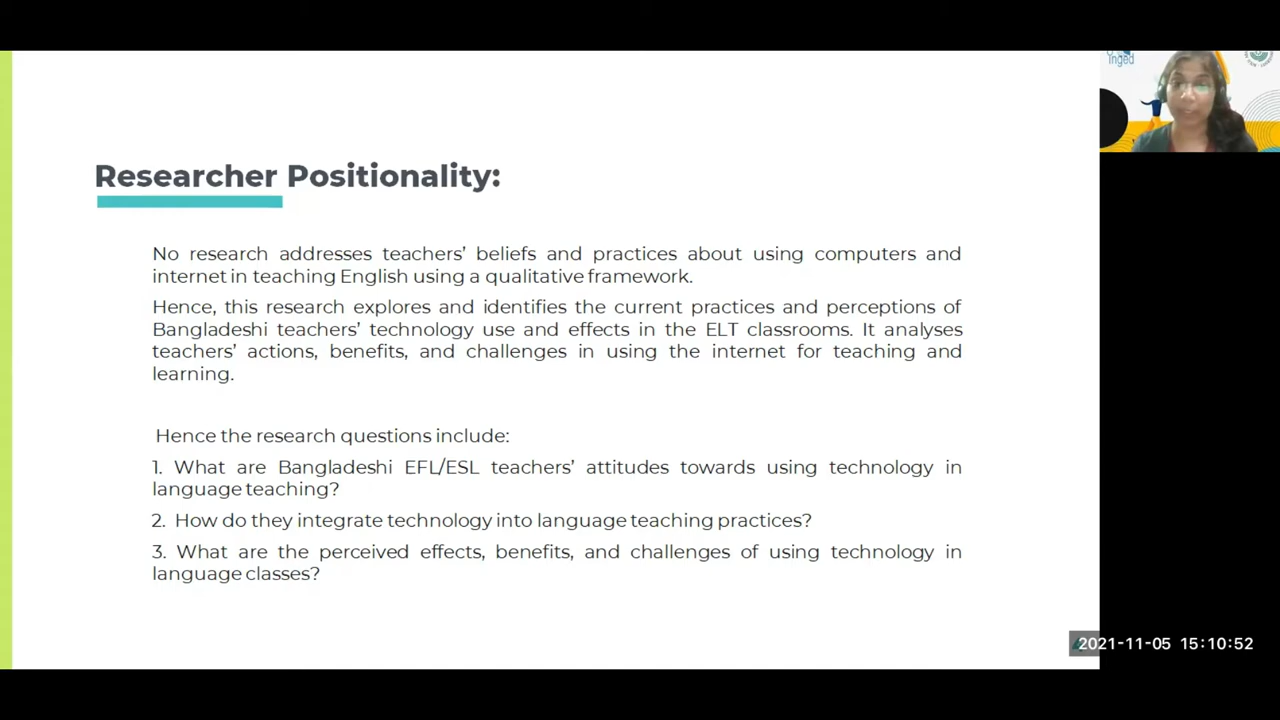 inged
Researcher Positionality:
No research addresses teachers’ beliefs and practices about using computers and
internet in teaching English using a qualitative framework.
Hence, this research explores and identifies the current practices and perceptions of
Bangladeshi teachers’ technology use and effects in the ELT classrooms. It analyses
teachers’ actions, benefits, and challenges in using the internet for teaching and
learning.
Hence the research questions include:
1. What are Bangladeshi EFL/ESL teachers’ attitudes towards using technology in
language teaching?
2. How do they integrate technology into language teaching practices?
3. What are the perceived effects, benefits, and challenges of using technology in
language classes?
2021-11-05 15:10:52